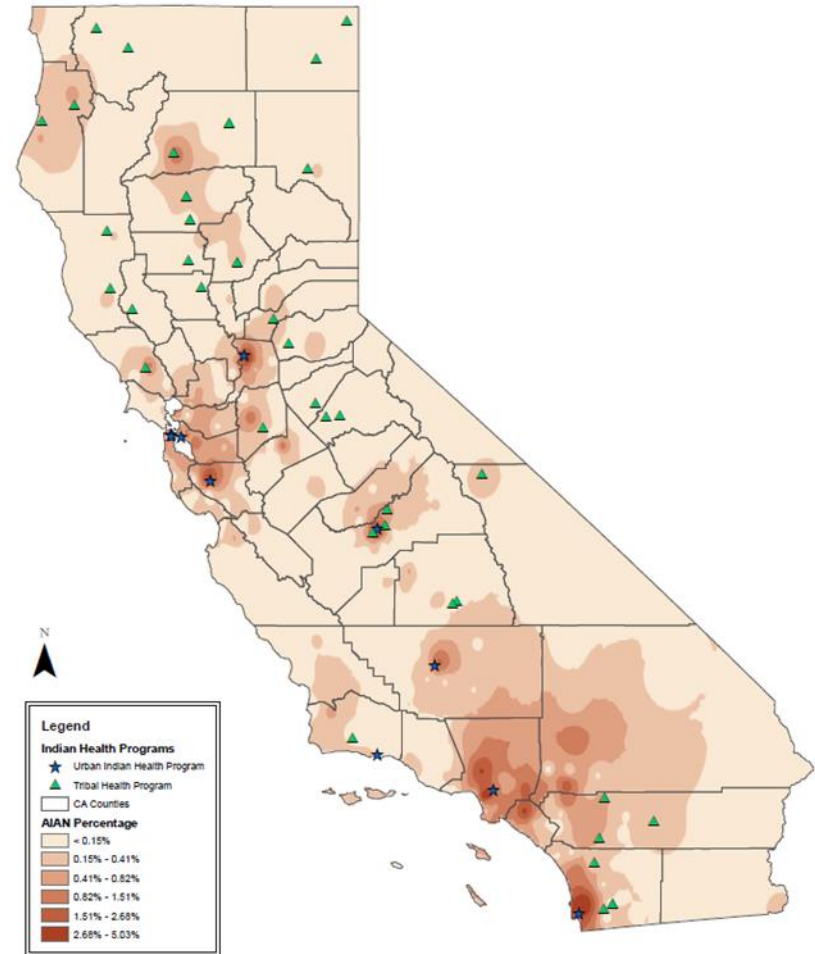 N
Legend
Indian Health Programs
Urban Indian Health Program
Tribal Health Program
CA Counties
AIAN Percentage
< 0.15%
0.15% - 0.41%
0.41% - 0.82%
0.82% - 1.51%
1.51% - 2.68%
2.68% - 5.03%